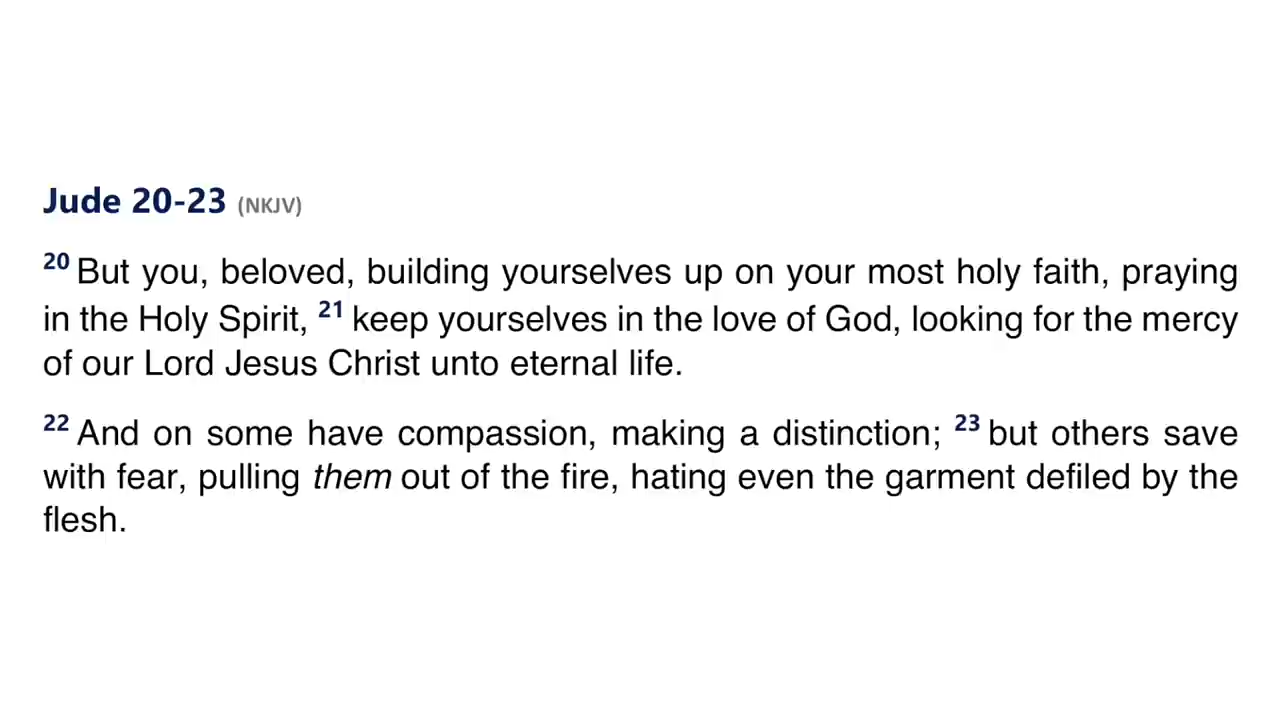 Jude 20-23 (NKJV)
20 But you, beloved, building yourselves up on your most holy faith, praying
in the Holy Spirit, 21 keep yourselves in the love of God, looking for the mercy
of our Lord Jesus Christ unto eternal life.
22 And on some have compassion, making a distinction; 23 but others save
with fear, pulling them out of the fire, hating even the garment defiled by the
flesh.